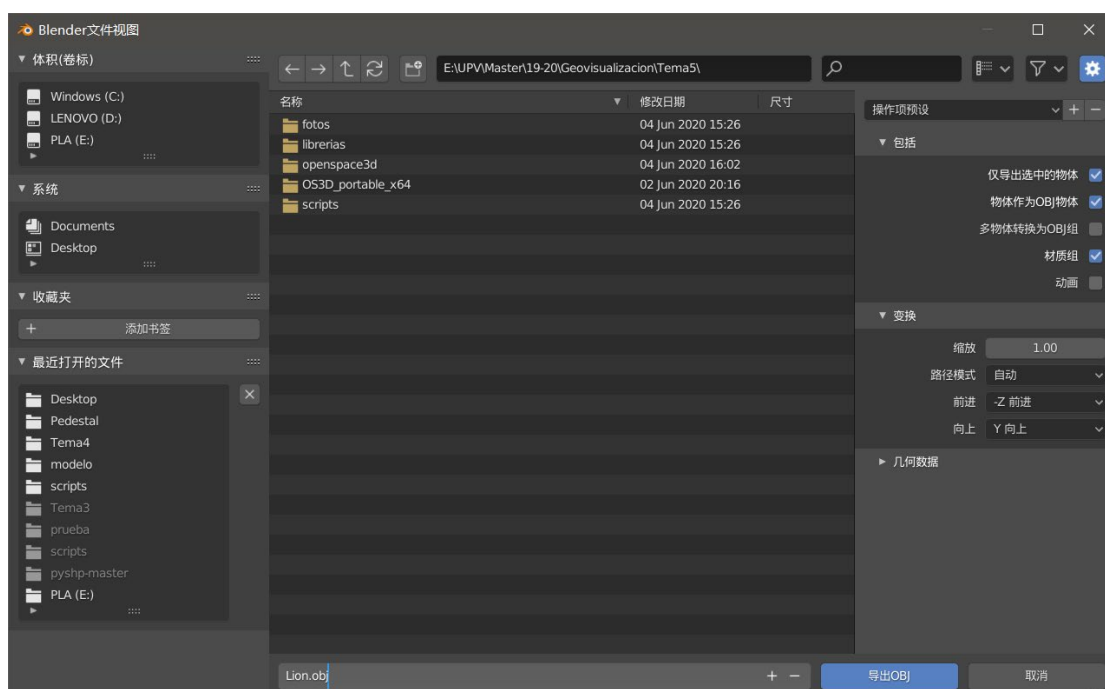 Blender文件视图
体积(卷标)
Windows (C:)
LENOVO (D:)
PLA (E:)
系统
Documents
Desktop
收藏夹
添加书签
最近打开的文件
Desktop
Pedestal
Tema4
modelo
scripts
Tema3
prueba
scripts
pyshp-master
PLA (E:)
E:\UPV\Master\19-20\Geovisualizacion\Tema5\
名称 修改日期 尺寸
fotos 04 Jun 2020 15:26
librerias 04 Jun 2020 15:26
openspace3d 04 Jun 2020 16:02
OS3D_portable_x64 02 Jun 2020 20:16
scripts 04 Jun 2020 15:26
Lion.obj
操作项预设
包括
仅导出选中的物体
物体作为OBJ物体
多物体转换为OBJ组
材质组
动画
变换
缩放 1.00
路径模式 自动
前进 -Z 前进
向上 Y 向上
几何数据
导出OBJ 取消